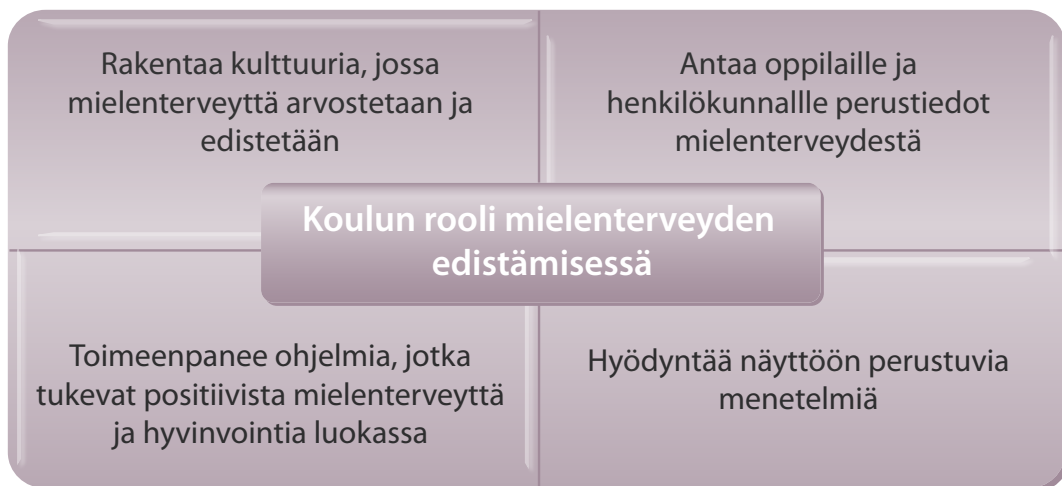 Rakentaa kulttuuria, jossa
mielenterveyttä arvostetaan ja
edistetään
Antaa oppilaille ja
henkilökunnallle perustiedot
mielenterveydestä
Koulun rooli mielenterveyden
edistämisessä
Toimeenpanee ohjelmia, jotka
tukevat positiivista mielenterveyttä
ja hyvinvointia luokassa
Hyödyntää näyttöön perustuvia
menetelmiä